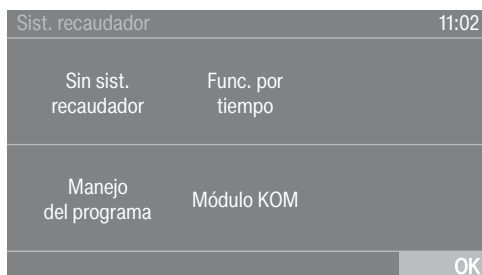 Sist. recaudador 11:02
Sin sist. Func. por
recaudador tiempo
Manejo
del programa Módulo KOM
OK